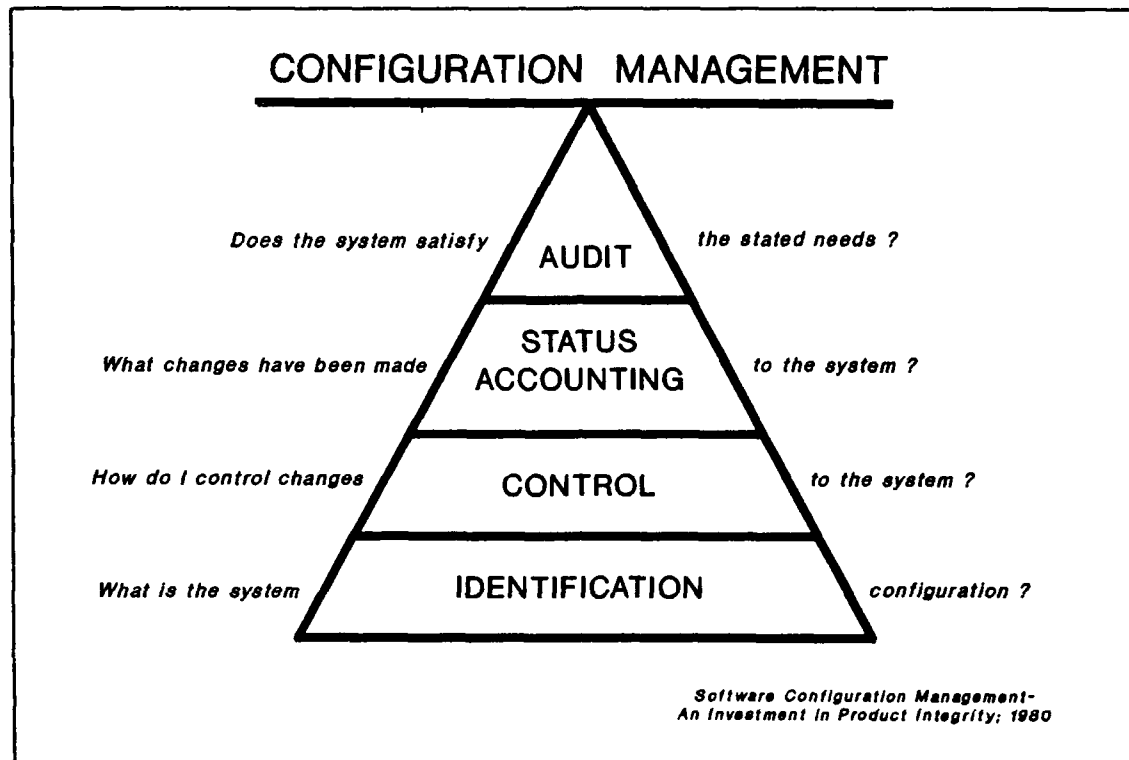 CONFIGURATION MANAGEMENT
Does the system satisfy AUDIT the stated needs ?
What changes have been made STATUS ACCOUNTING to the system ?
How do I control changes CONTROL to the system ?
What is the system IDENTIFICATION configuration ?
Software Configuration Management-
An Investment in Product Integrity; 1980